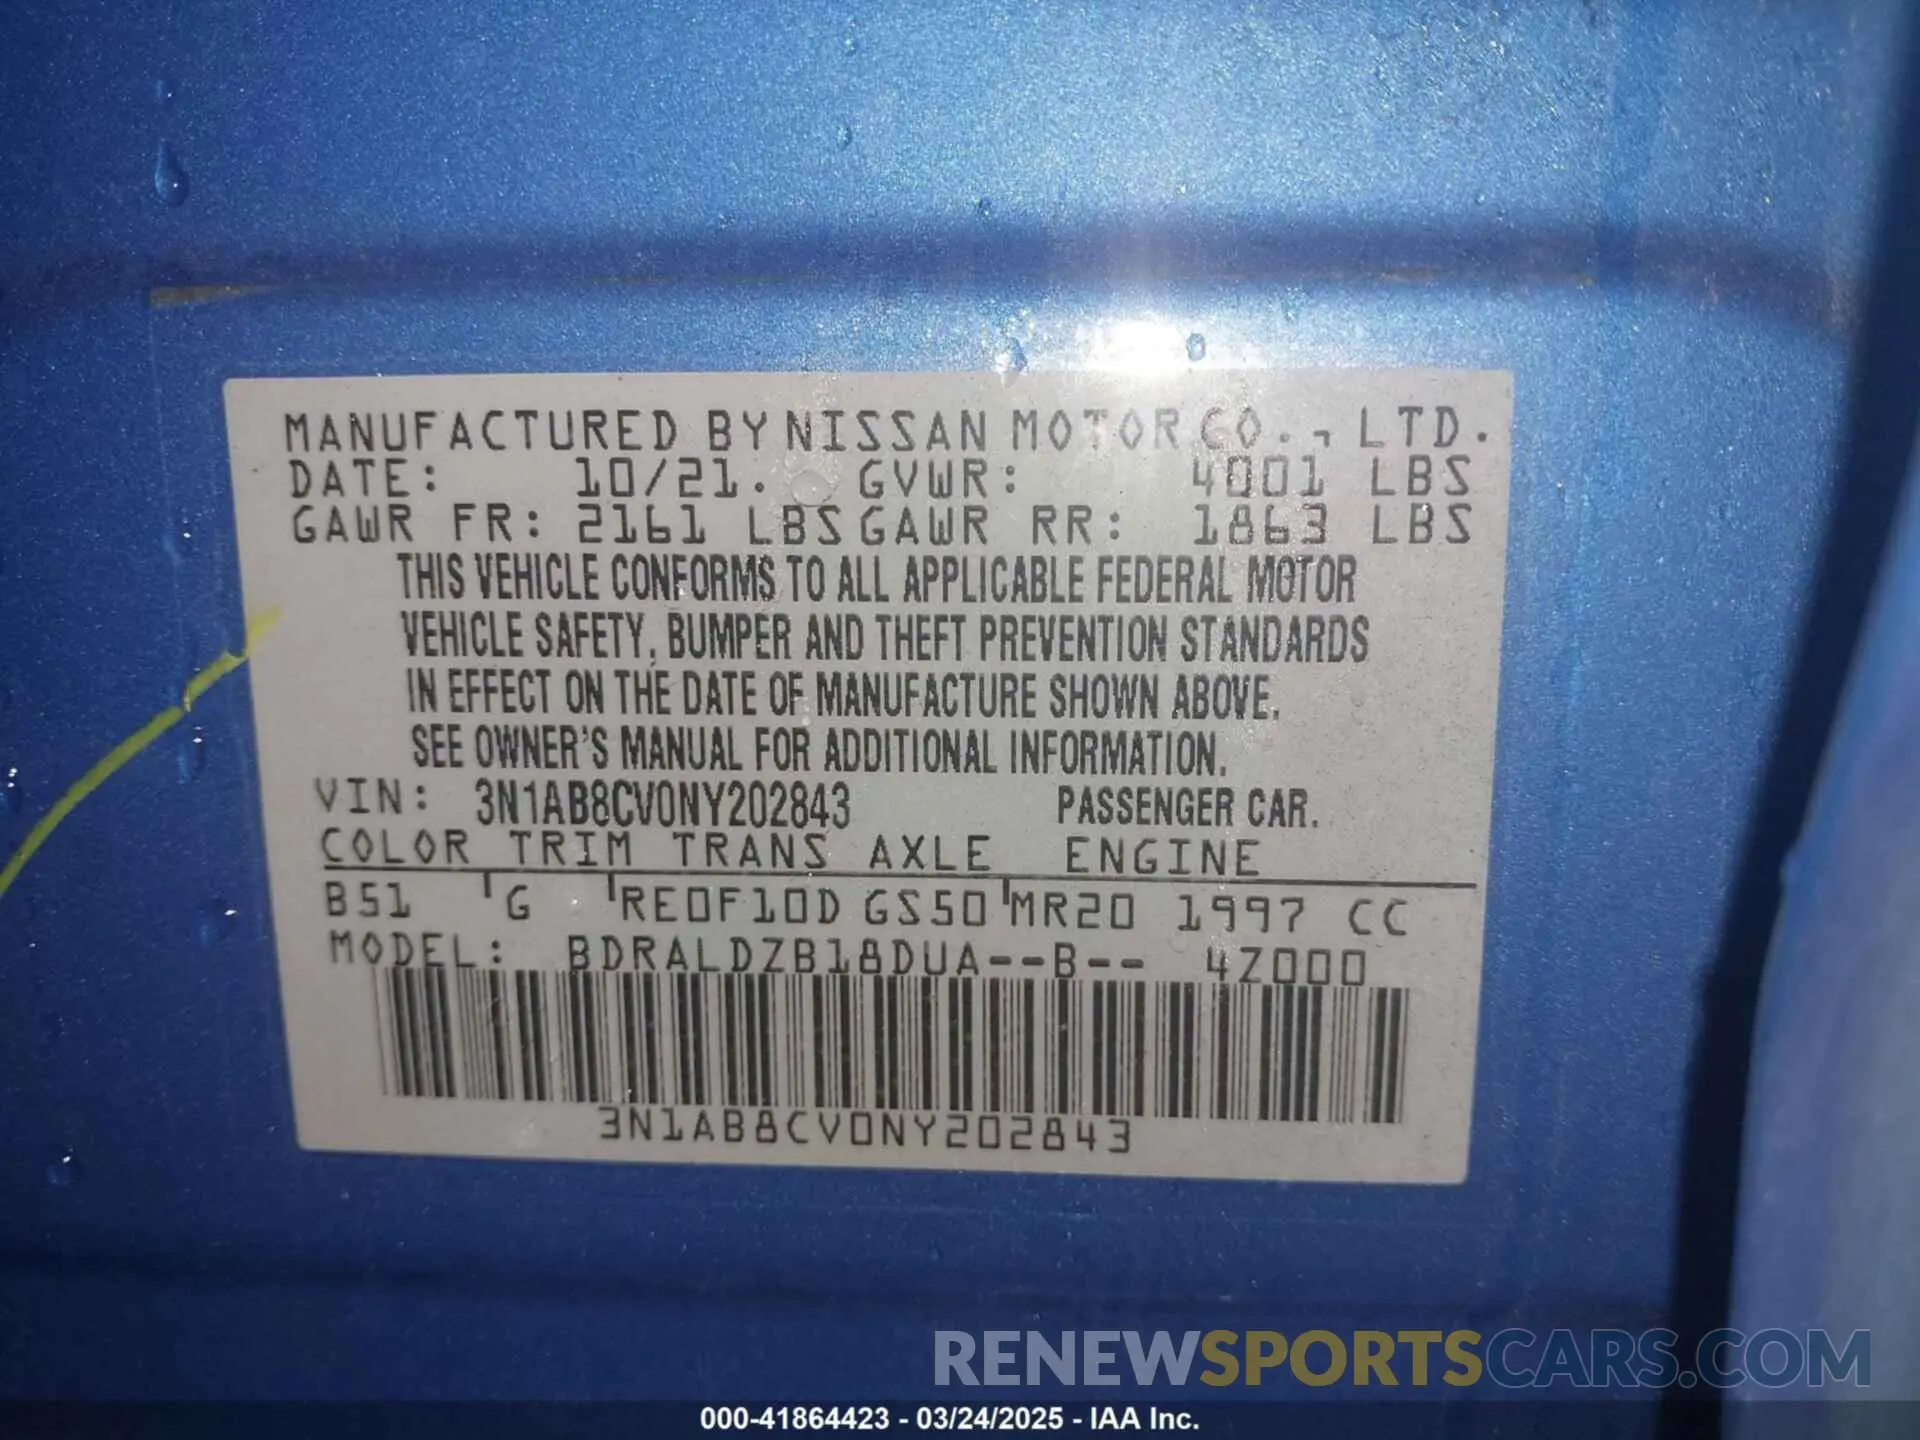 MANUFACTURED BY NISSAN MOTOR CO., LTD.
DATE: 10/21. GVWR: 4001 LBS
GAWR FR: 2161 LBS GAWR RR: 1863 LBS
THIS VEHICLE CONFORMS TO ALL APPLICABLE FEDERAL MOTOR
VEHICLE SAFETY, BUMPER AND THEFT PREVENTION STANDARDS
IN EFFECT ON THE DATE OF MANUFACTURE SHOWN ABOVE.
SEE OWNER'S MANUAL FOR ADDITIONAL INFORMATION.
VIN: 3N1AB8CV0NY202843 PASSENGER CAR.
COLOR TRIM TRANS AXLE ENGINE
B51 G RE0F10D GS50 MR20 1997 CC
MODEL: BDRALDZB18DUA--B-- 4Z000
3N1AB8CV0NY202843
RENEWSPORTSCARS.COM
000-41864423 - 03/24/2025 - IAA Inc.